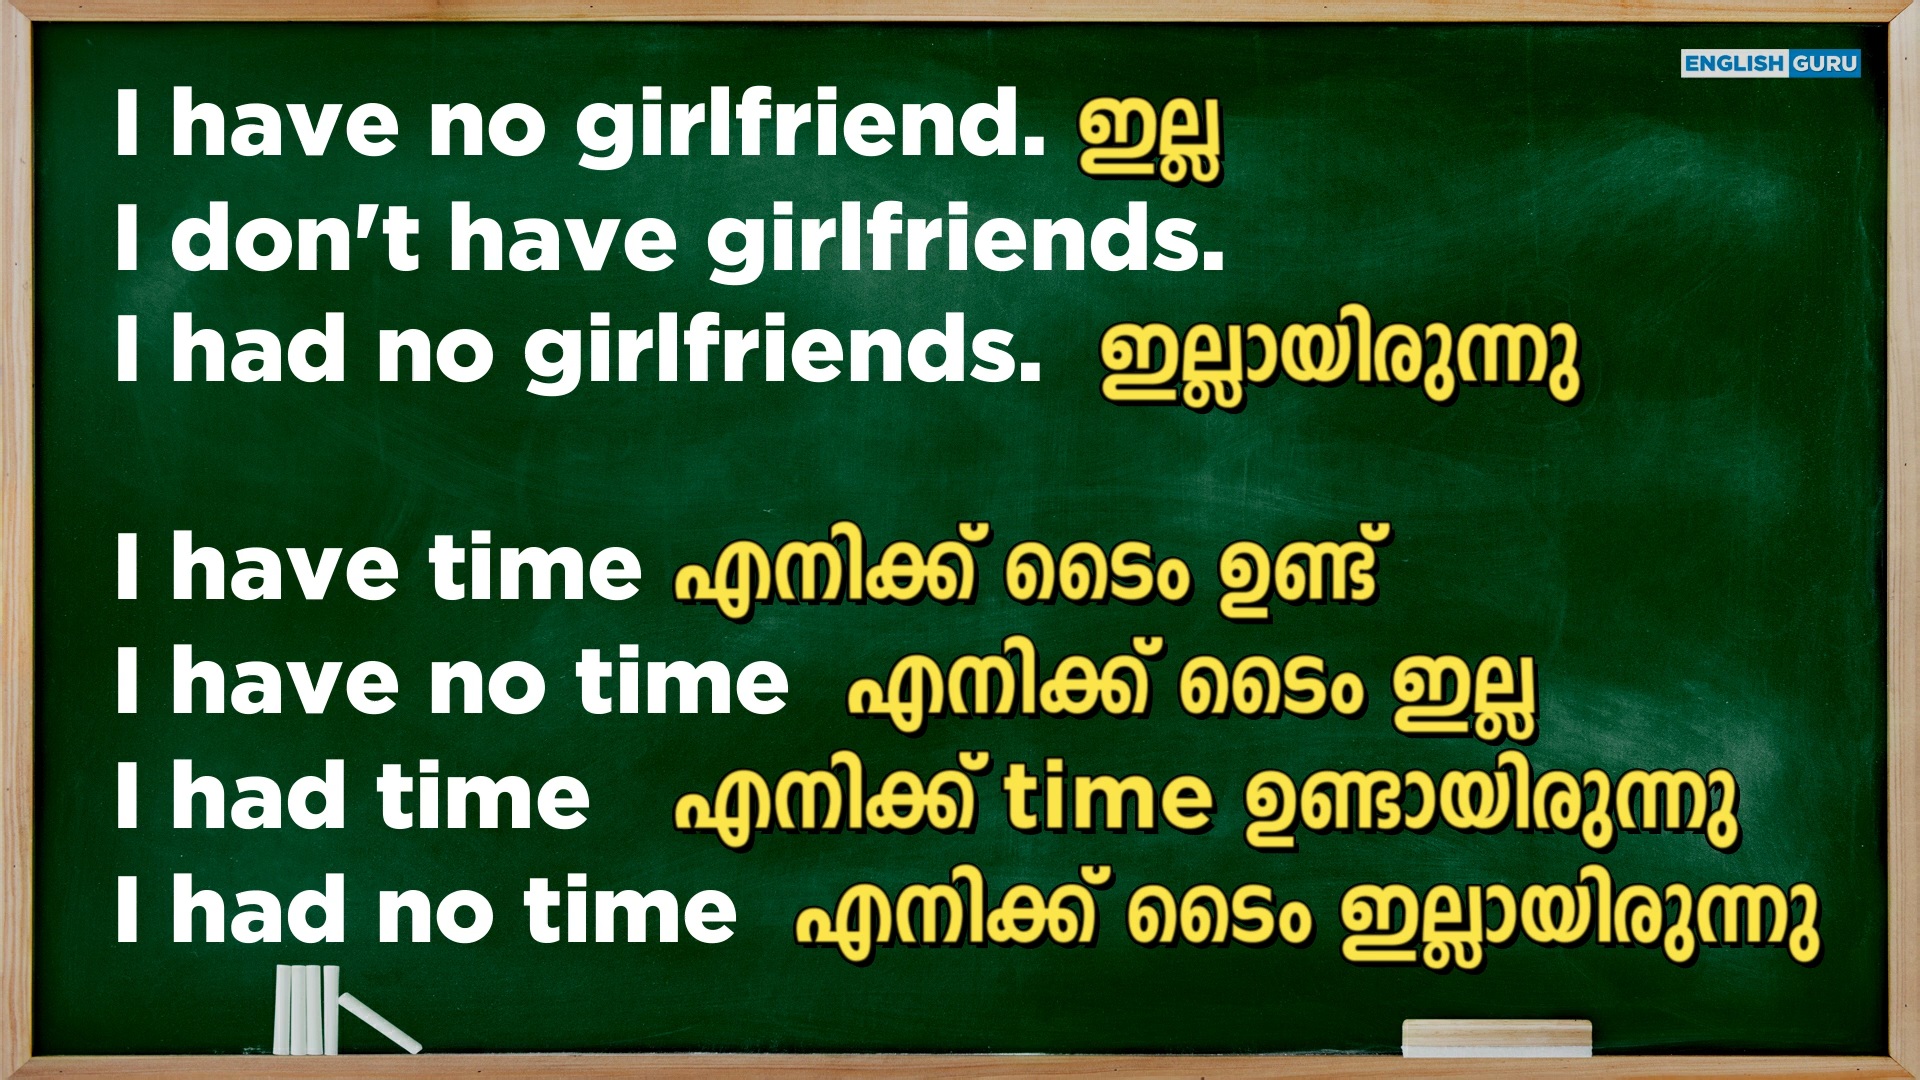 ENGLISH GURU
I have no girlfriend. ഇല്ല
I don't have girlfriends.
I had no girlfriends. ഇല്ലായിരുന്നു
I have time എനിക്ക് ടൈം ഉണ്ട്
I have no time എനിക്ക് ടൈം ഇല്ല
I had time എനിക്ക് time ഉണ്ടായിരുന്നു
I had no time എനിക്ക് ടൈം ഇല്ലായിരുന്നു